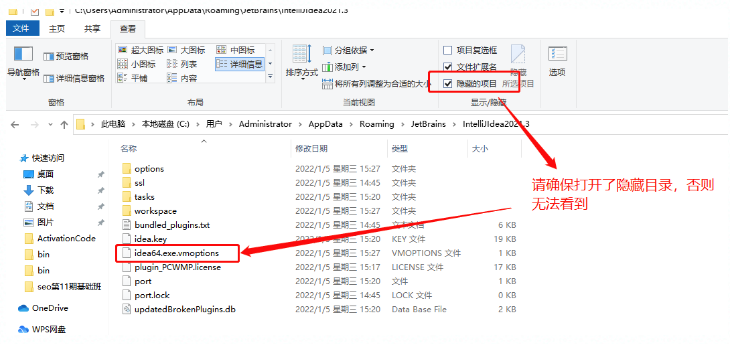 C:\Users\Administrator\AppData\Roaming\JetBrains\IntelliJIdea2021.3
文件 主页 共享 查看
预览窗格
导航窗格
详细信息窗格
窗格
超大图标 大图标 中图标
小图标 列表 详细信息
平铺 内容
布局
排序方式
分组依据
添加列
将所有列调整为合适的大小
当前视图
项目复选框
文件扩展名
隐藏的项目
隐藏
所选项目
显示/隐藏
选项
此电脑 › 本地磁盘 (C:) › 用户 › Administrator › AppData › Roaming › JetBrains › IntelliJIdea2021.3
名称 修改日期 类型 大小
快速访问
桌面
下载
文档
图片
ActivationCode
bin
bin
seo第11期基础班
OneDrive
WPS网盘
options 2022/1/5 星期三 15:27 文件夹
ssl 2022/1/5 星期三 14:45 文件夹
tasks 2022/1/5 星期三 15:20 文件夹
workspace 2022/1/5 星期三 15:27 文件夹
bundled_plugins.txt 2022/1/5 星期三 14:45 文本文档 6 KB
idea.key 2022/1/5 星期三 15:20 KEY 文件 19 KB
idea64.exe.vmoptions 2022/1/5 星期三 15:27 VMOPTIONS 文件 1 KB
plugin_PCWMP.license 2022/1/5 星期三 15:17 LICENSE 文件 17 KB
port 2022/1/5 星期三 15:20 文件 1 KB
port.lock 2022/1/5 星期三 14:45 LOCK 文件 0 KB
updatedBrokenPlugins.db 2022/1/5 星期三 15:20 Data Base File 2 KB
请确保打开了隐藏目录，否则
无法看到